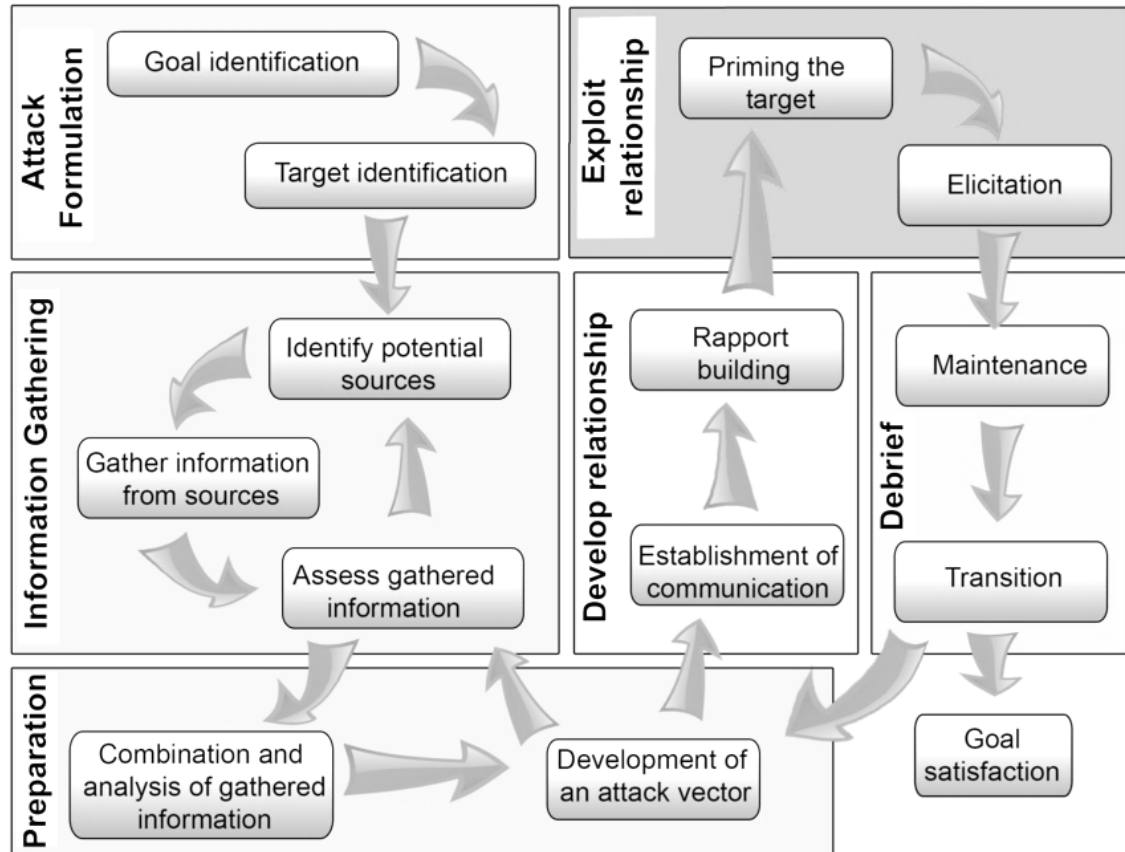 Attack
Formulation
Goal identification
Target identification
Exploit
relationship
Priming the
target
Elicitation
Information Gathering
Identify potential
sources
Gather information
from sources
Assess gathered
information
Develop relationship
Rapport
building
Establishment of
communication
Debrief
Maintenance
Transition
Preparation
Combination and
analysis of gathered
information
Development of
an attack vector
Goal
satisfaction